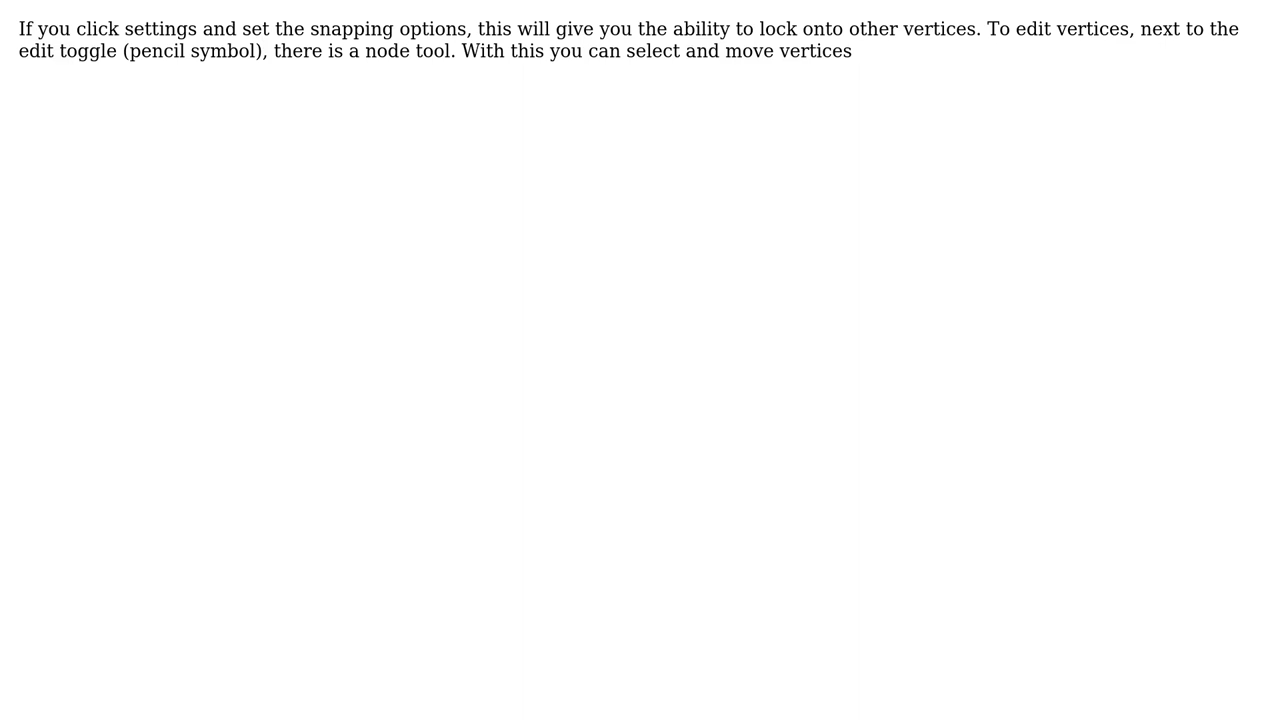 If you click settings and set the snapping options, this will give you the ability to lock onto other vertices. To edit vertices, next to the
edit toggle (pencil symbol), there is a node tool. With this you can select and move vertices